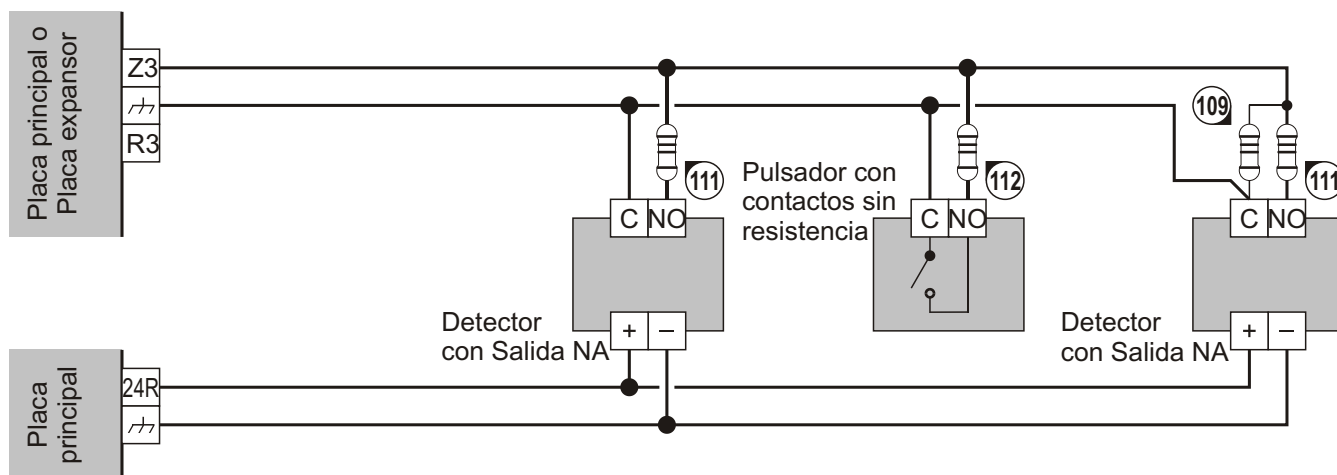 Placa principal o
Placa expansor
Z3
R3
109
111
112
111
Pulsador con
contactos sin
resistencia
C NO
C NO
C NO
Detector
con Salida NA
+ −
Detector
con Salida NA
+ −
Placa
principal
24R